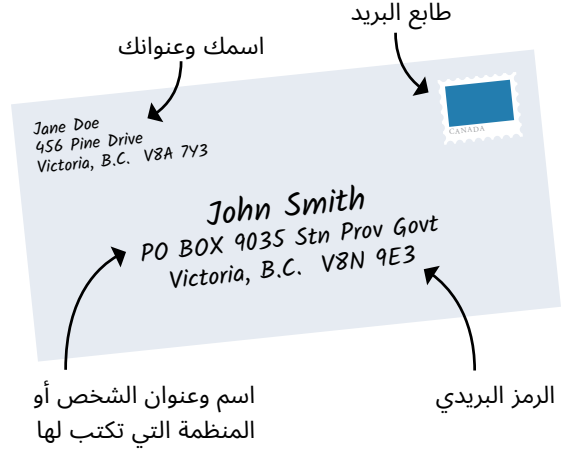 طابع البريد
اسمك وعنوانك
CANADA
Jane Doe
456 Pine Drive
Victoria, B.C. V8A 7Y3
John Smith
PO BOX 9035 Stn Prov Govt
Victoria, B.C. V8N 9E3
اسم وعنوان الشخص أو
المنظمة التي تكتب لها
الرمز البريدي